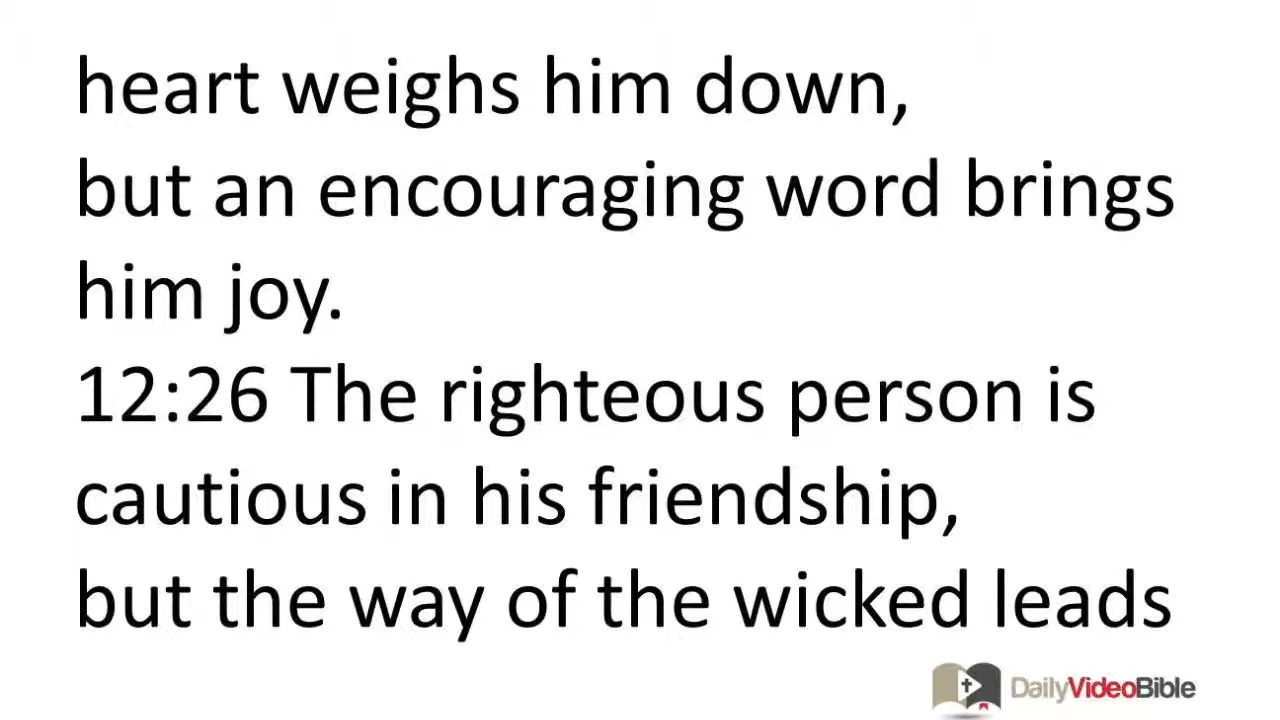 heart weighs him down,
but an encouraging word brings
him joy.
12:26 The righteous person is
cautious in his friendship,
but the way of the wicked leads
DailyVideoBible